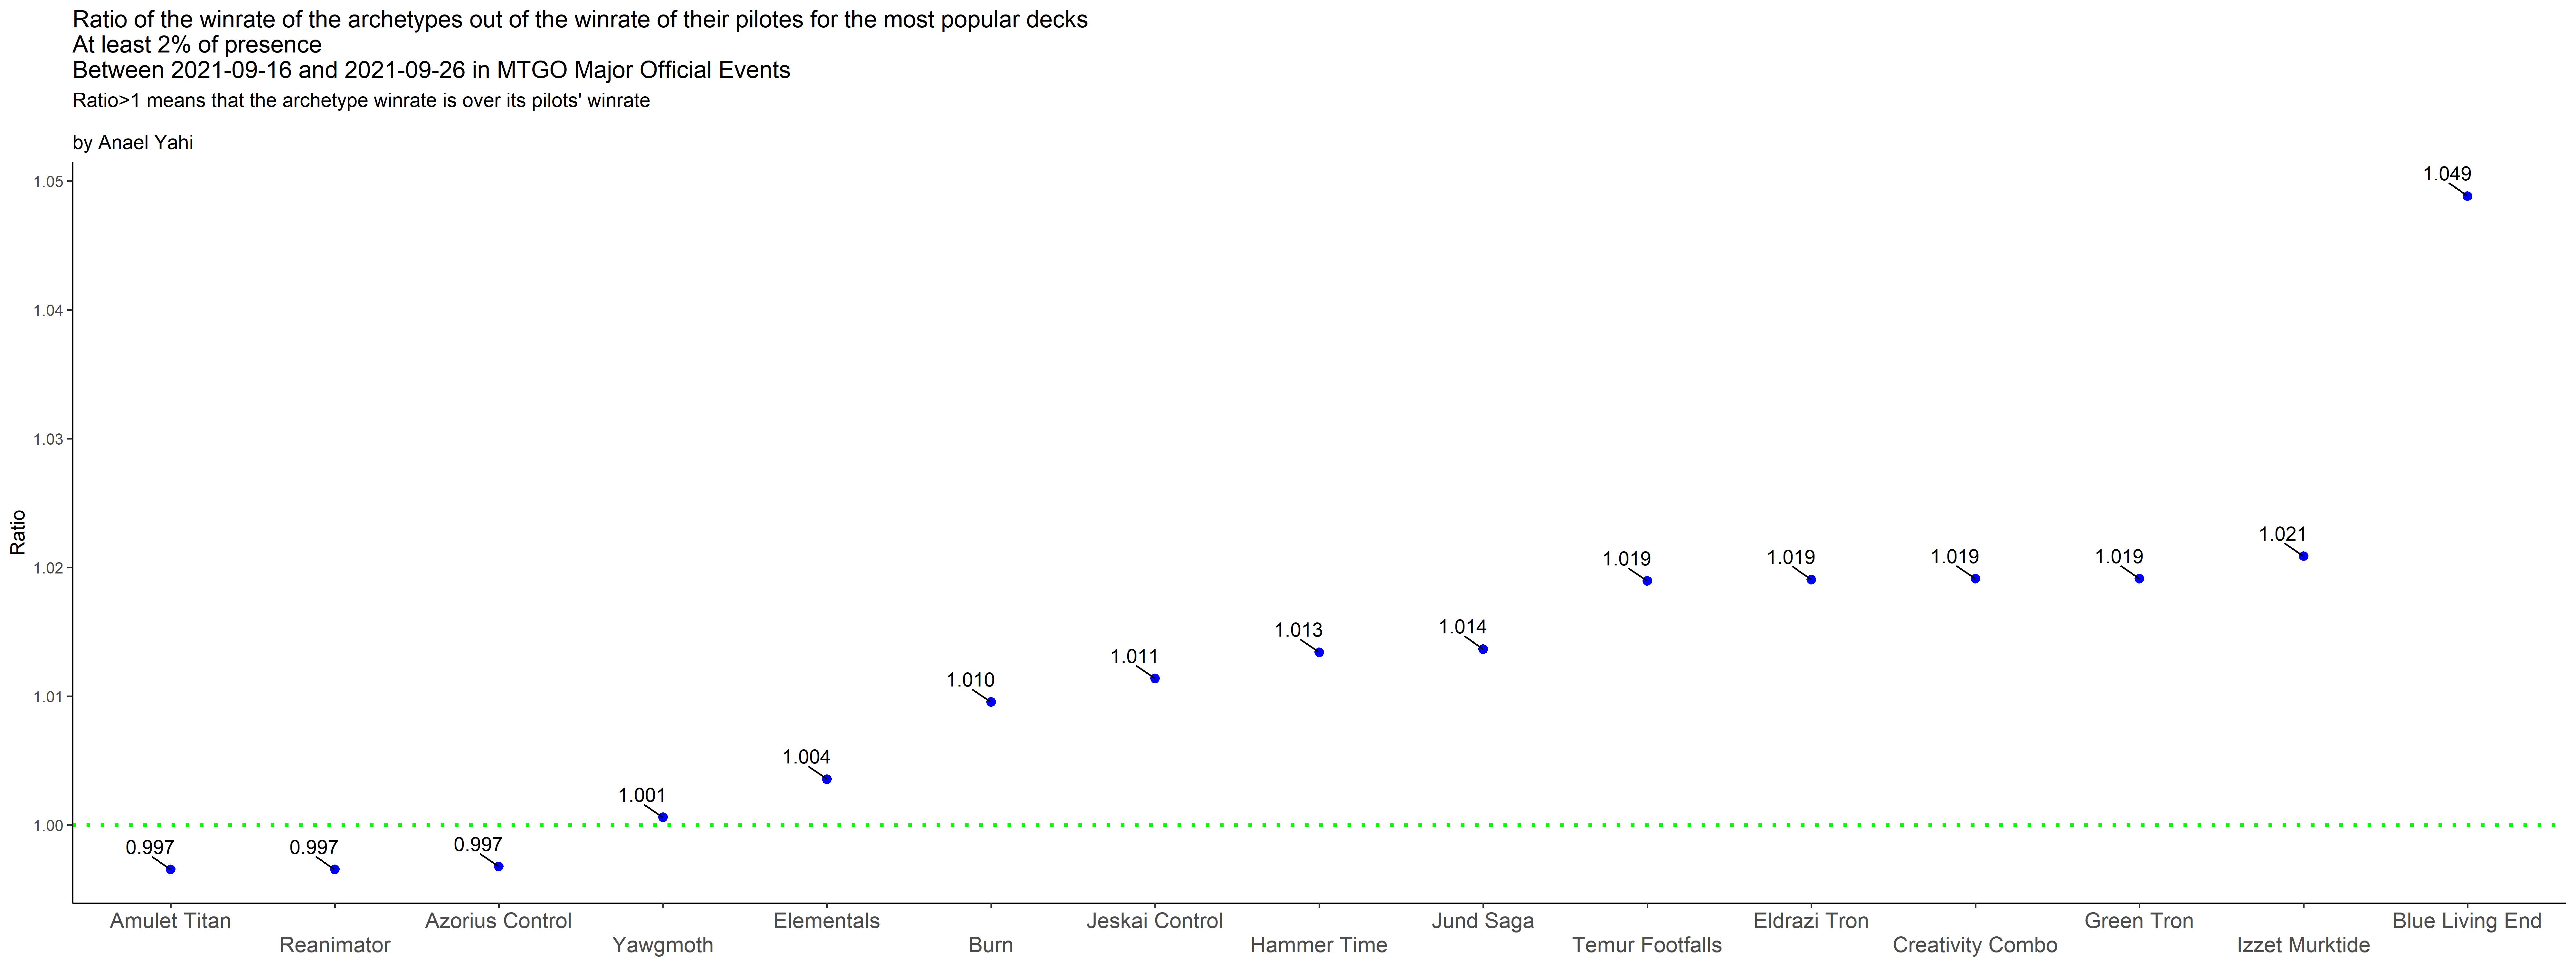 Ratio of the winrate of the archetypes out of the winrate of their pilotes for the most popular decks
At least 2% of presence
Between 2021-09-16 and 2021-09-26 in MTGO Major Official Events
Ratio>1 means that the archetype winrate is over its pilots' winrate
by Anael Yahi
1.05
1.04
1.03
1.02
1.01
1.00
Ratio
0.997
0.997
0.997
1.001
1.004
1.010
1.011
1.013
1.014
1.019
1.019
1.019
1.019
1.021
1.049
Amulet Titan
Reanimator
Azorius Control
Yawgmoth
Elementals
Burn
Jeskai Control
Hammer Time
Jund Saga
Temur Footfalls
Eldrazi Tron
Creativity Combo
Green Tron
Izzet Murktide
Blue Living End